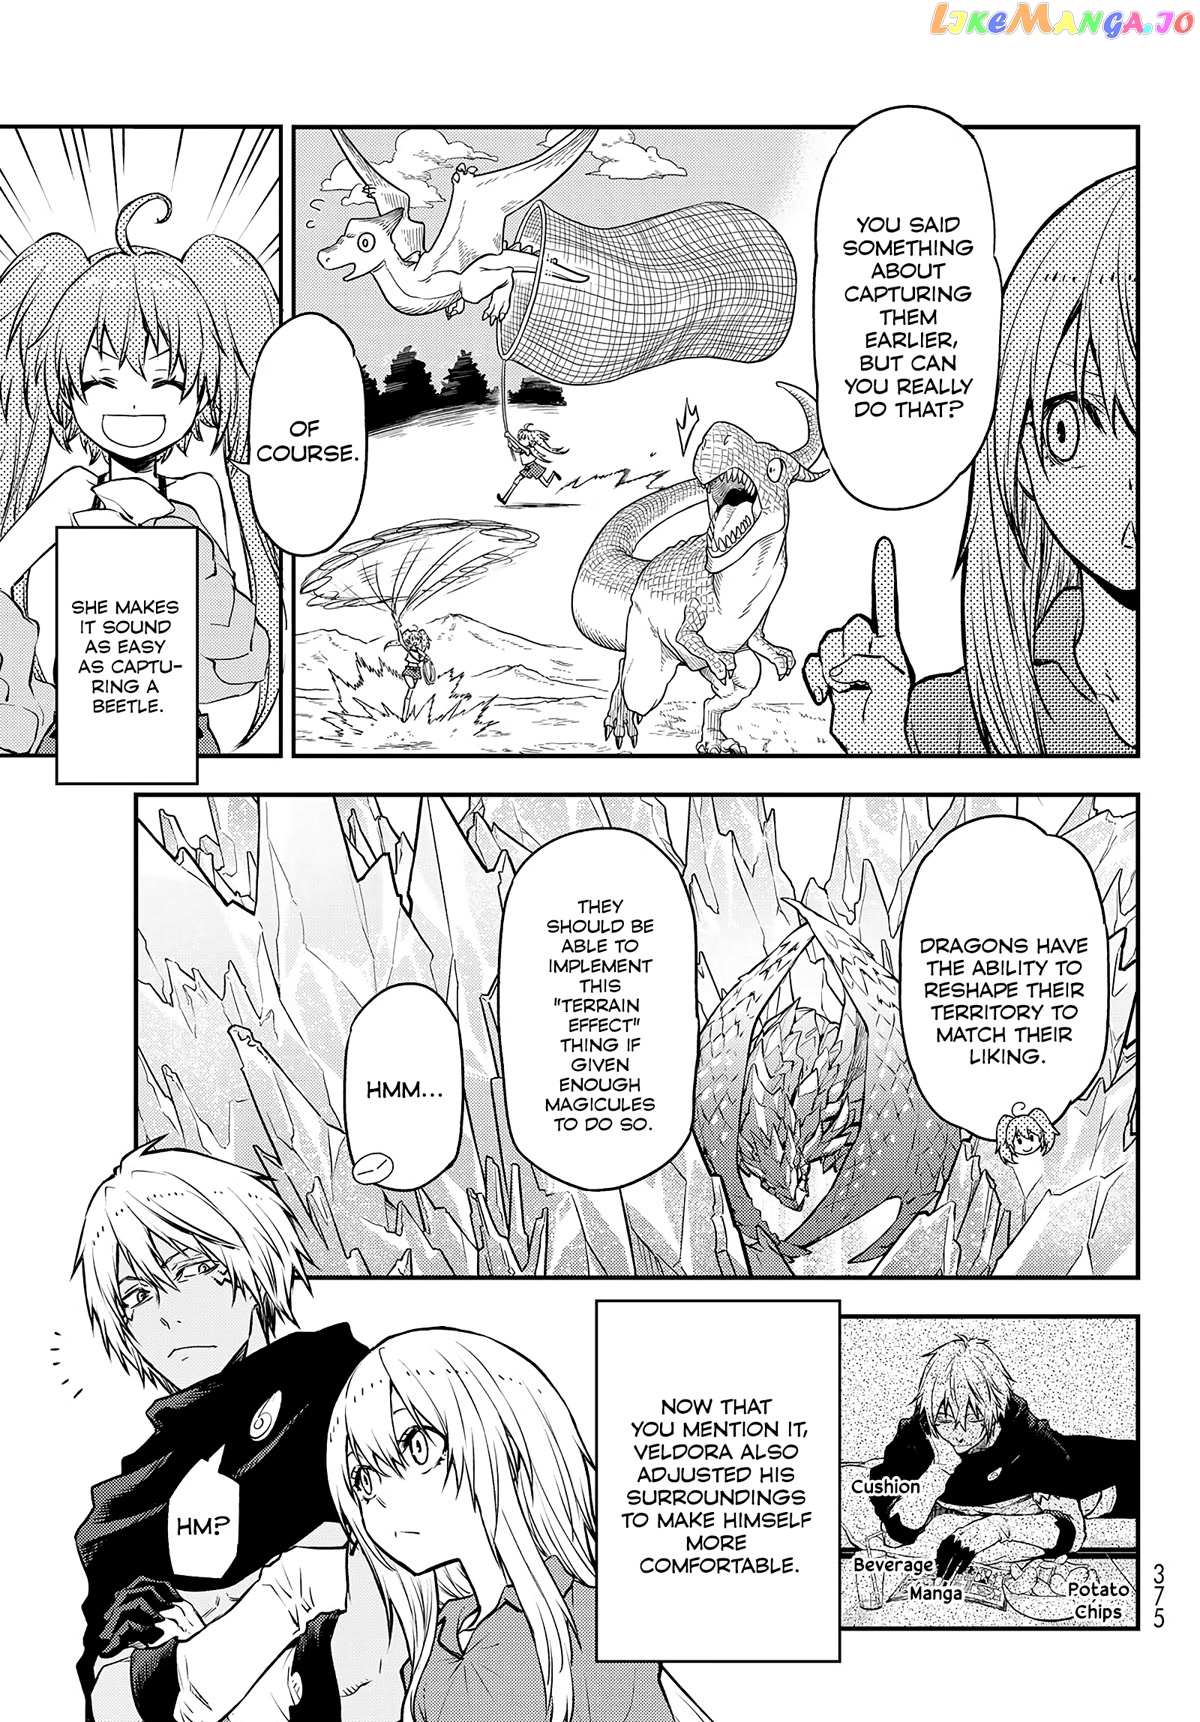 LIKEMANGA.IO
YOU SAID
SOMETHING
ABOUT
CAPTURING
THEM
EARLIER,
BUT CAN
YOU REALLY
DO THAT?
OF
COURSE.
SHE MAKES
IT SOUND
AS EASY
AS CAPTU-
RING A
BEETLE.
DRAGONS HAVE
THE ABILITY TO
RESHAPE THEIR
TERRITORY TO
MATCH THEIR
LIKING.
THEY
SHOULD BE
ABLE TO
IMPLEMENT
THIS
"TERRAIN
EFFECT"
THING IF
GIVEN
ENOUGH
MAGICULES
TO DO SO.
HMM...
NOW THAT
YOU MENTION IT,
VELDORA ALSO
ADJUSTED HIS
SURROUNDINGS
TO MAKE HIMSELF
MORE
COMFORTABLE.
Cushion
Beverage
Manga
Potato
Chips
HM?
375